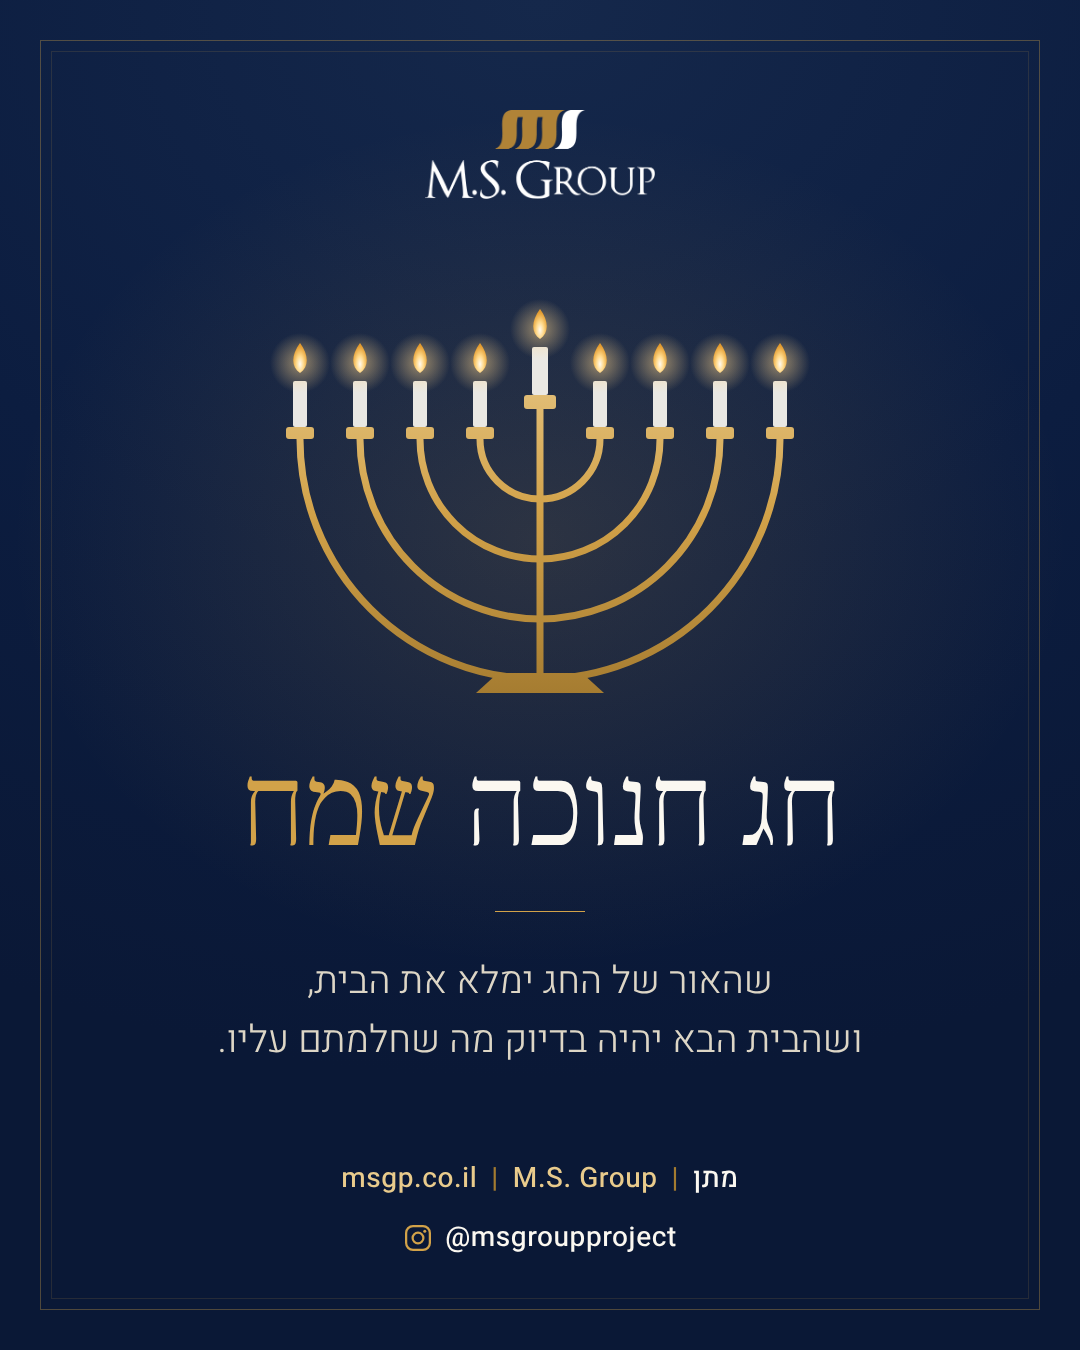 M.S. GROUP
חג חנוכה שמח
שהאור של החג ימלא את הבית,
ושהבית הבא יהיה בדיוק מה שחלמתם עליו.
מתן | M.S. Group | msgp.co.il
@msgroupproject